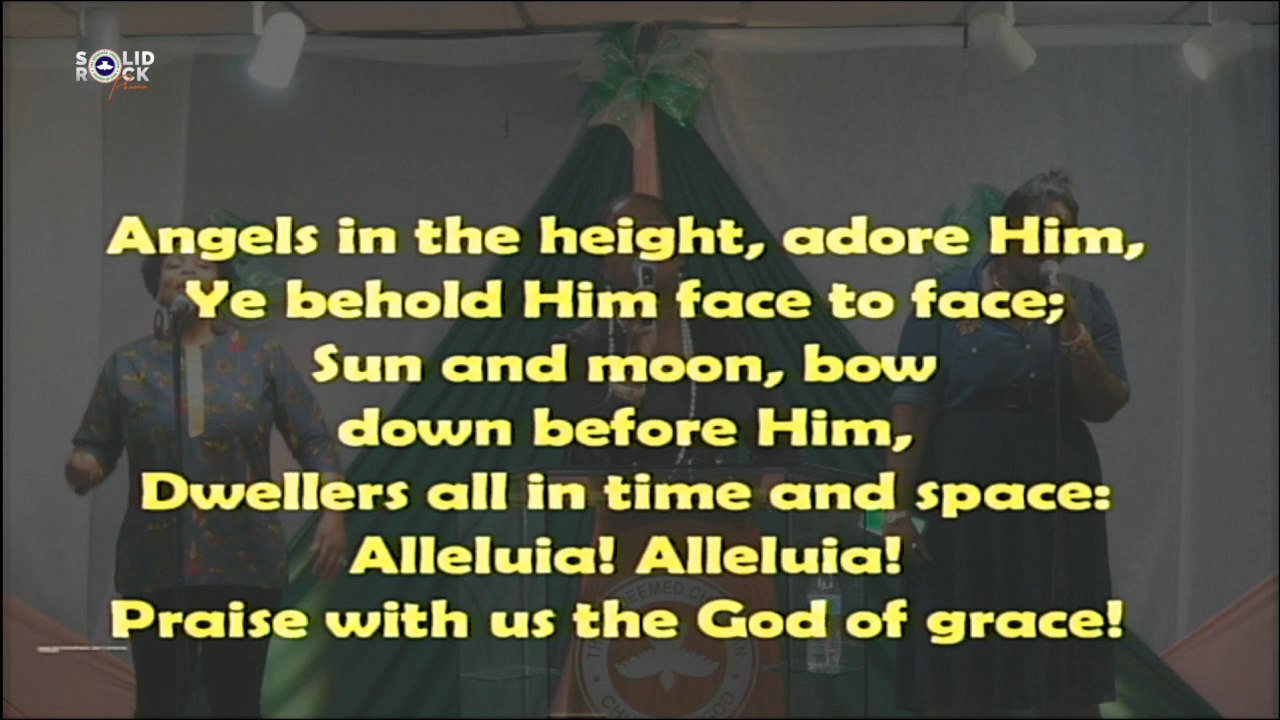 SOLID
ROCK
Angels in the height, adore Him,
Ye behold Him face to face;
Sun and moon, bow
down before Him,
Dwellers all in time and space:
Alleluia! Alleluia!
Praise with us the God of grace!